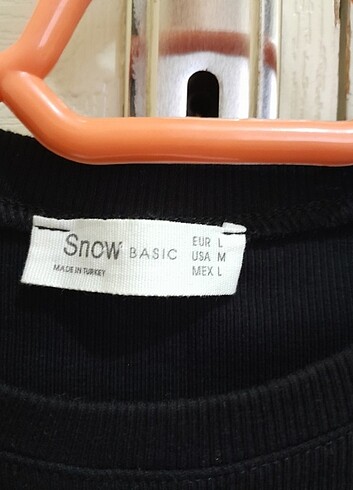 Snow BASIC
MADE IN TURKEY
EUR L
USA M
MEX L